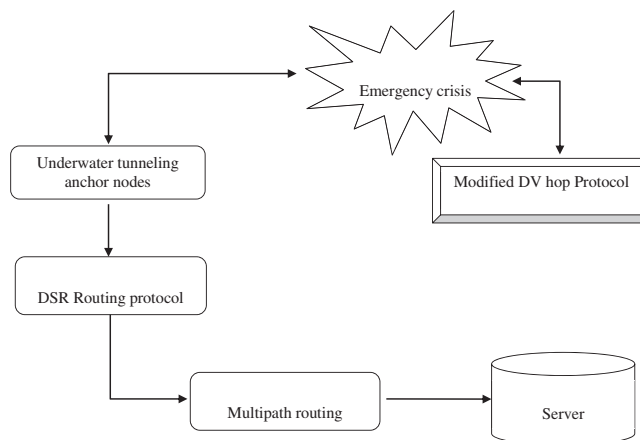 Emergency crisis
Underwater tunneling
anchor nodes
Modified DV hop Protocol
DSR Routing protocol
Multipath routing
Server